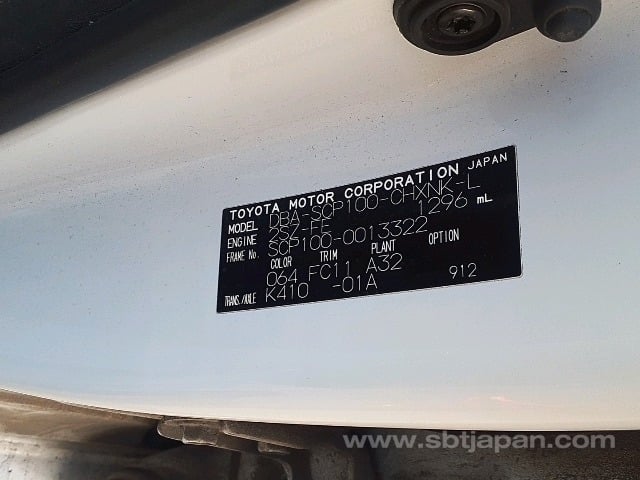 TOYOTA MOTOR CORPORATION JAPAN
MODEL DBA-SCP100-CHXNK-L
ENGINE 2SZ-FE 1296 mL
FRAME No. SCP100-0013322
COLOR TRIM PLANT OPTION
064 FC11 A32
TRANS./AXLE K410 -01A 912
www.sbtjapan.com